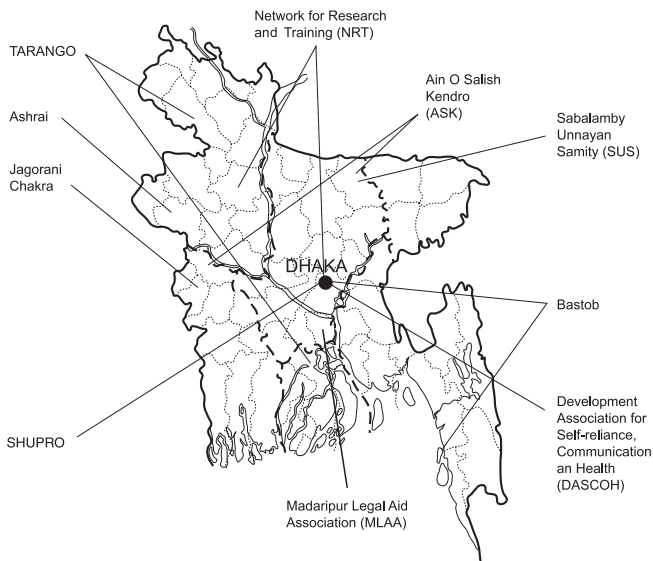 Network for Research
and Training (NRT)
TARANGO
Ain O Salish
Kendro
(ASK)
Ashrai
Sabalamby
Unnayan
Samity (SUS)
Jagorani
Chakra
DHAKA
Bastob
Development
Association for
Self-reliance,
Communication
an Health
(DASCOH)
SHUPRO
Madaripur Legal Aid
Association (MLAA)